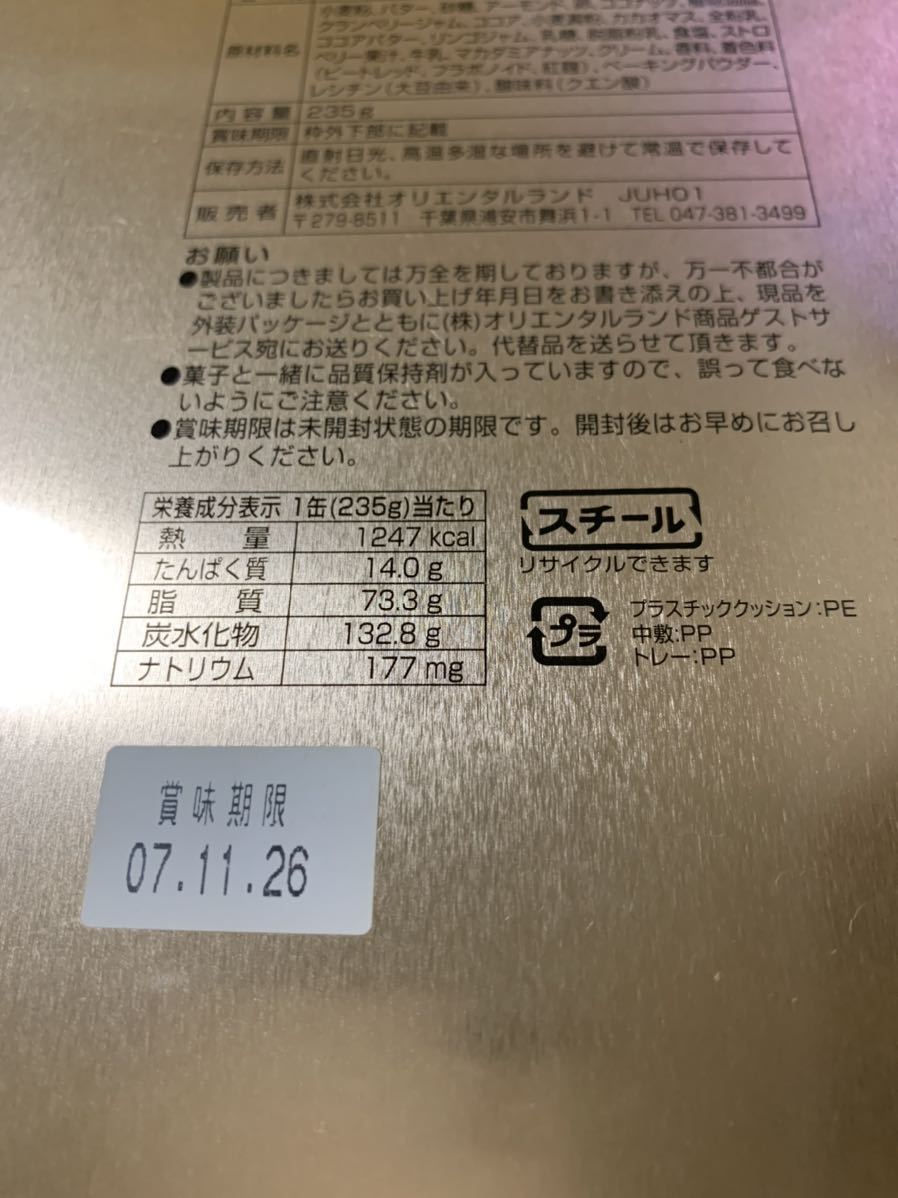 小麦粉、バター、砂糖、アーモンド、卵、ココナッツ、植物油脂、
クランベリージャム、ココア、小麦澱粉、カカオマス、全粉乳、
ココアバター、リンゴジャム、乳糖、脱脂粉乳、食塩、ストロ
原材料名 ベリー果汁、牛乳、マカダミアナッツ、クリーム、香料、着色料
(ビートレッド、フラボノイド、紅麹)、ベーキングパウダー、
レシチン(大豆由来)、酸味料(クエン酸)
内容量 235g
賞味期限 枠外下部に記載
保存方法 直射日光、高温多湿な場所を避けて常温で保存して
ください。
販売者 株式会社オリエンタルランド JUHO1
〒279-8511 千葉県浦安市舞浜1-1 TEL 047-381-3499
お願い
●製品につきましては万全を期しておりますが、万一不都合が
ございましたらお買い上げ年月日をお書き添えの上、現品を
外装パッケージとともに(株)オリエンタルランド商品ゲストサ
ービス宛にお送りください。代替品を送らせて頂きます。
●菓子と一緒に品質保持剤が入っていますので、誤って食べな
いようにご注意ください。
●賞味期限は未開封状態の期限です。開封後はお早めにお召し
上がりください。
栄養成分表示 1缶(235g)当たり
熱量 1247 kcal
たんぱく質 14.0 g
脂質 73.3 g
炭水化物 132.8 g
ナトリウム 177 mg
スチール
リサイクルできます
プラ
プラスチッククッション:PE
中敷:PP
トレー:PP
賞味期限
07.11.26